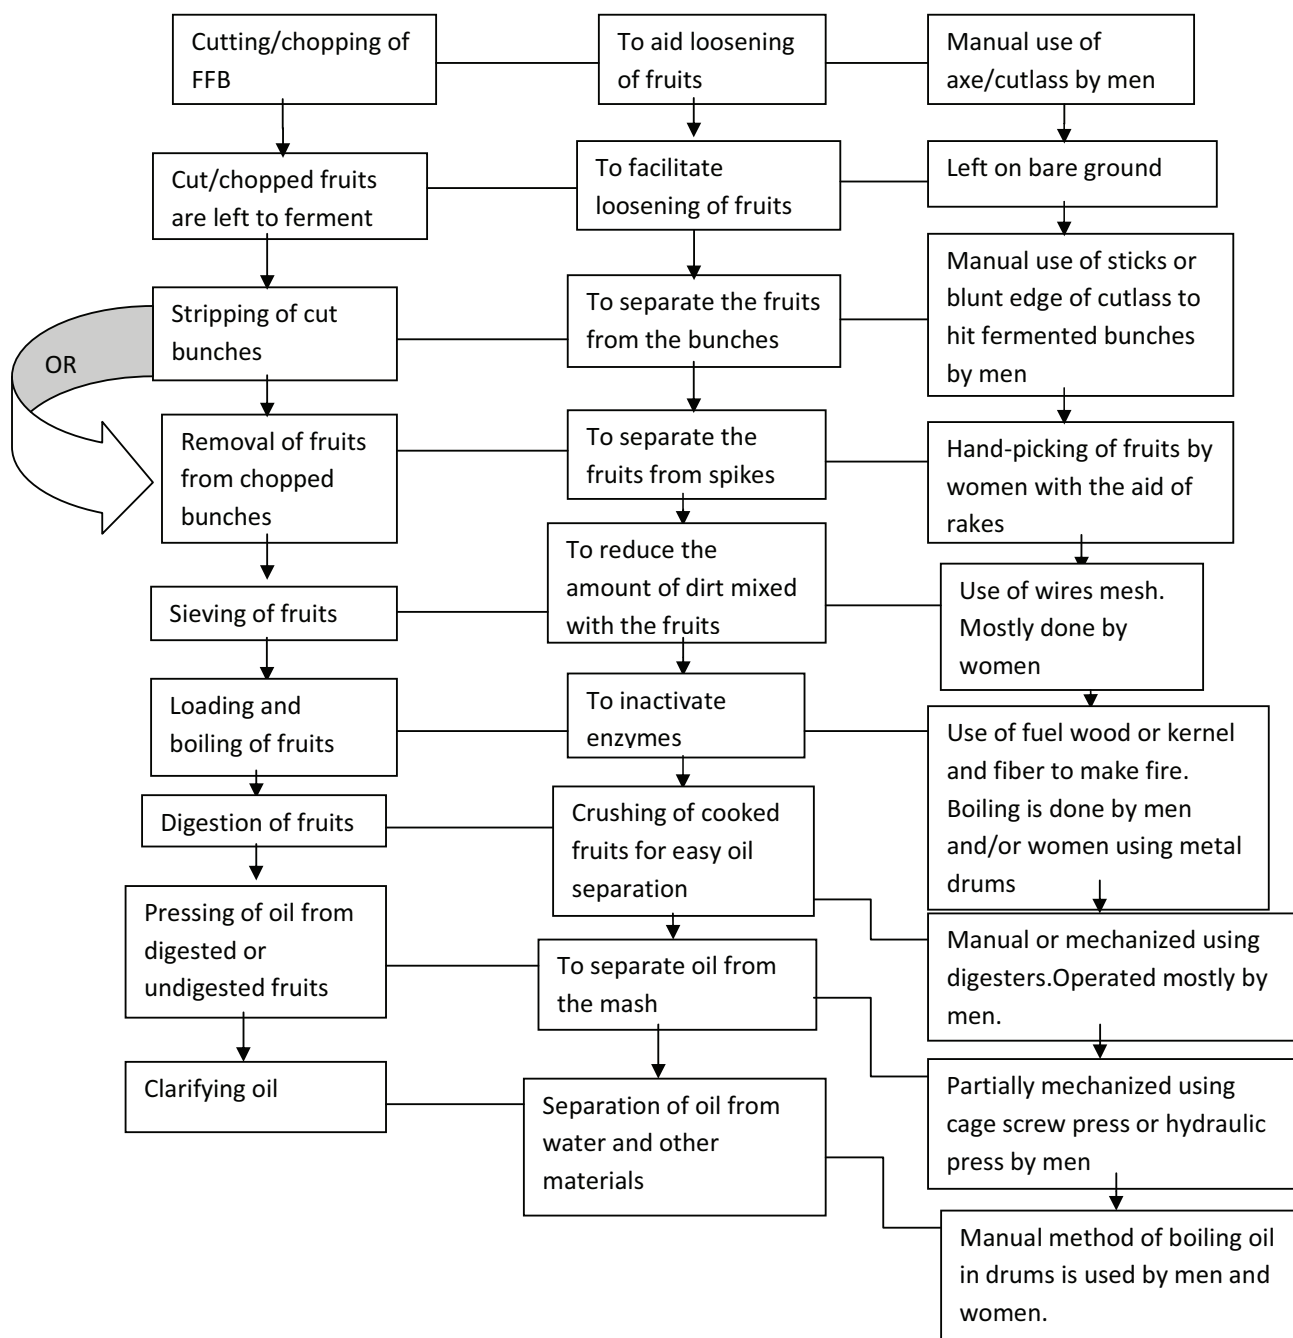 Cutting/chopping of
FFB
To aid loosening
of fruits
Manual use of
axe/cutlass by men
Cut/chopped fruits
are left to ferment
To facilitate
loosening of fruits
Left on bare ground
Stripping of cut
bunches
To separate the fruits
from the bunches
Manual use of sticks or
blunt edge of cutlass to
hit fermented bunches
by men
OR
Removal of fruits
from chopped
bunches
To separate the
fruits from spikes
Hand-picking of fruits by
women with the aid of
rakes
Sieving of fruits
To reduce the
amount of dirt mixed
with the fruits
Use of wires mesh.
Mostly done by
women
Loading and
boiling of fruits
To inactivate
enzymes
Use of fuel wood or kernel
and fiber to make fire.
Boiling is done by men
and/or women using metal
drums
Digestion of fruits
Crushing of cooked
fruits for easy oil
separation
Manual or mechanized using
digesters.Operated mostly by
men.
Pressing of oil from
digested or
undigested fruits
To separate oil from
the mash
Partially mechanized using
cage screw press or hydraulic
press by men
Clarifying oil
Separation of oil from
water and other
materials
Manual method of boiling oil
in drums is used by men and
women.